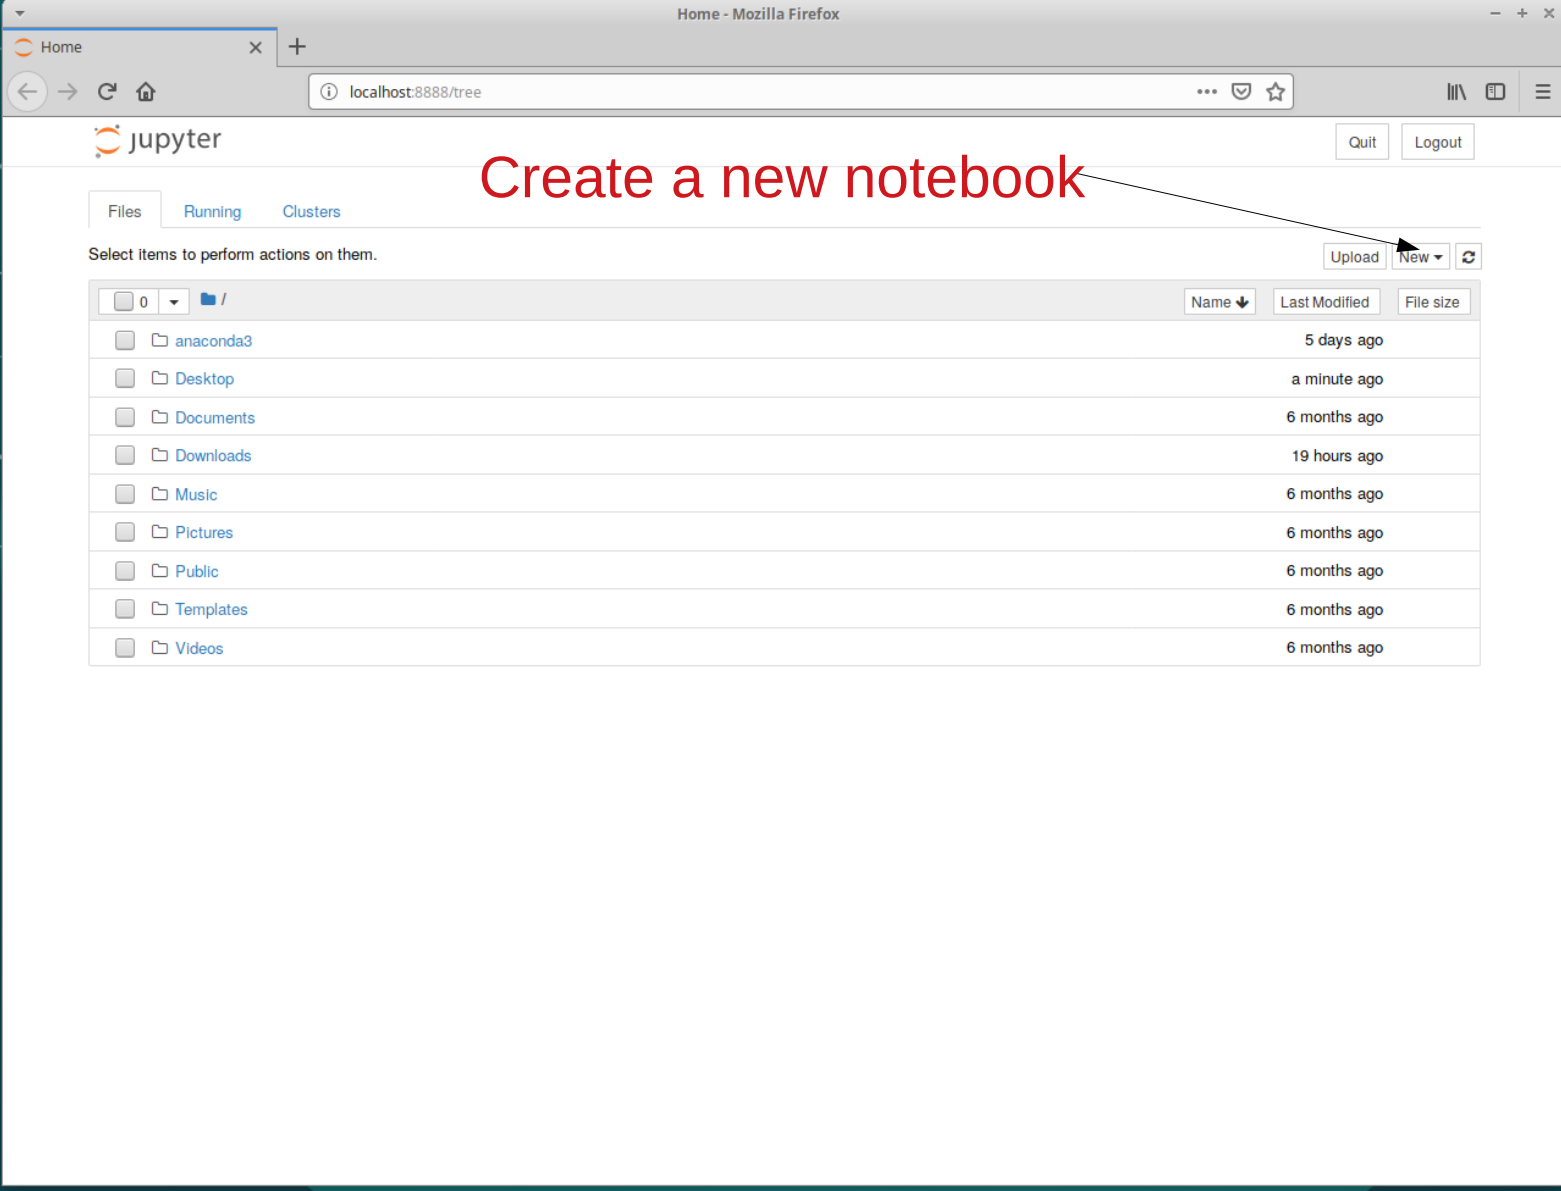 Home - Mozilla Firefox
Home
localhost:8888/tree
jupyter
Quit
Logout
Create a new notebook
Files
Running
Clusters
Select items to perform actions on them.
Upload
New
0
/
Name
Last Modified
File size
anaconda3
5 days ago
Desktop
a minute ago
Documents
6 months ago
Downloads
19 hours ago
Music
6 months ago
Pictures
6 months ago
Public
6 months ago
Templates
6 months ago
Videos
6 months ago